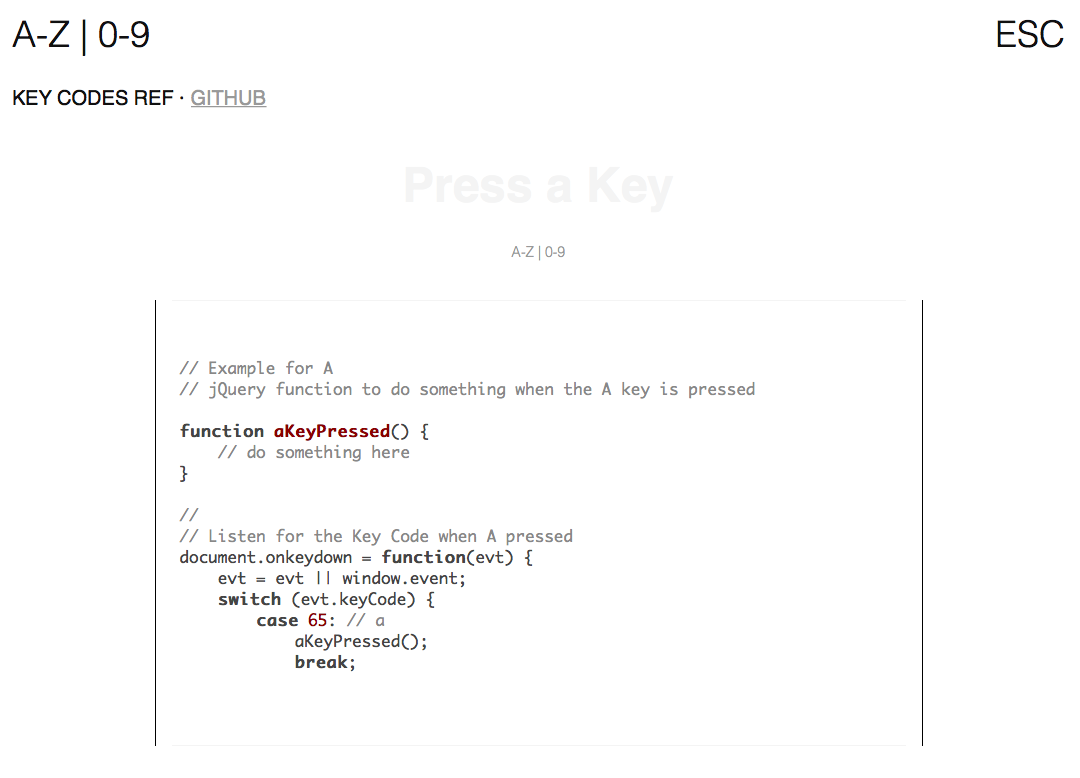 A-Z | 0-9
ESC
KEY CODES REF · GITHUB
Press a Key
A-Z | 0-9
// Example for A
// jQuery function to do something when the A key is pressed
function aKeyPressed() {
    // do something here
}
//
// Listen for the Key Code when A pressed
document.onkeydown = function(evt) {
    evt = evt || window.event;
    switch (evt.keyCode) {
        case 65: // a
            aKeyPressed();
            break;